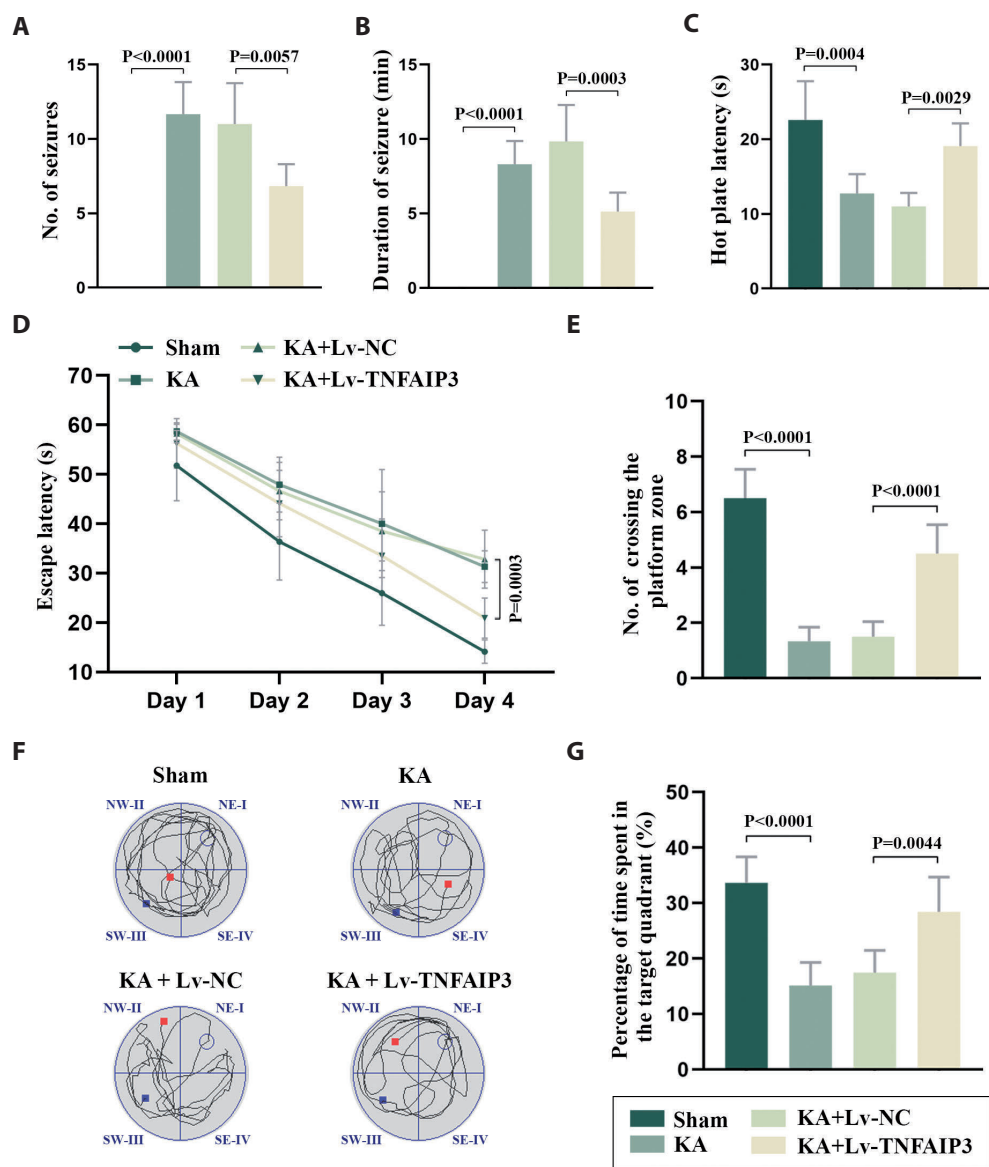 A
P<0.0001
P=0.0057
No. of seizures
15
10
5
0
B
P<0.0001
P=0.0003
Duration of seizure (min)
15
10
5
0
C
P=0.0004
P=0.0029
Hot plate latency (s)
30
20
10
0
D
Sham
KA+Lv-NC
KA
KA+Lv-TNFAIP3
Escape latency (s)
70
60
50
40
30
20
10
P=0.0003
Day 1 Day 2 Day 3 Day 4
E
P<0.0001
P<0.0001
No. of crossing the
platform zone
10
8
6
4
2
0
F
Sham
NW-II NE-I
SW-III SE-IV
KA
NW-II NE-I
SW-III SE-IV
KA + Lv-NC
NW-II NE-I
SW-III SE-IV
KA + Lv-TNFAIP3
NW-II NE-I
SW-III SE-IV
G
P<0.0001
P=0.0044
Percentage of time spent in
the target quadrant (%)
50
40
30
20
10
0
Sham
KA+Lv-NC
KA
KA+Lv-TNFAIP3